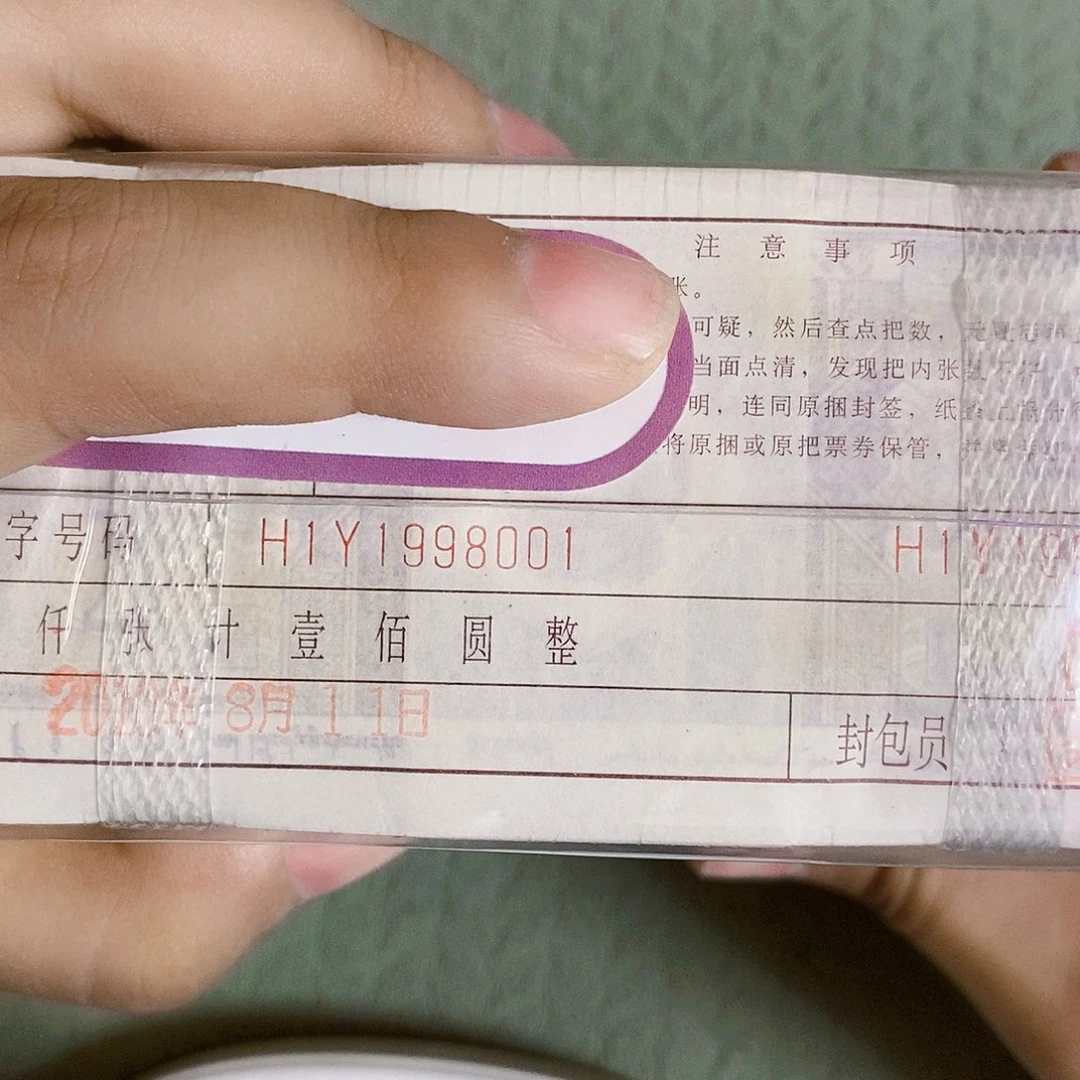 注意事项
张。
可疑，然后查点把数，
当面点清，发现把内张
明，连同原捆封签，纸
将原捆或原把票券保管，
字号码 H1Y1998001 H1Y19
仟张计壹佰圆整
8月11日
封包员